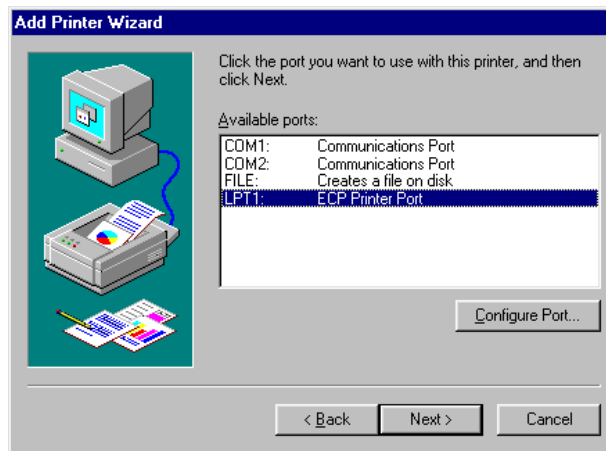 Add Printer Wizard
Click the port you want to use with this printer, and then
click Next.
Available ports:
COM1: Communications Port
COM2: Communications Port
FILE: Creates a file on disk
LPT1: ECP Printer Port
Configure Port...
< Back Next > Cancel